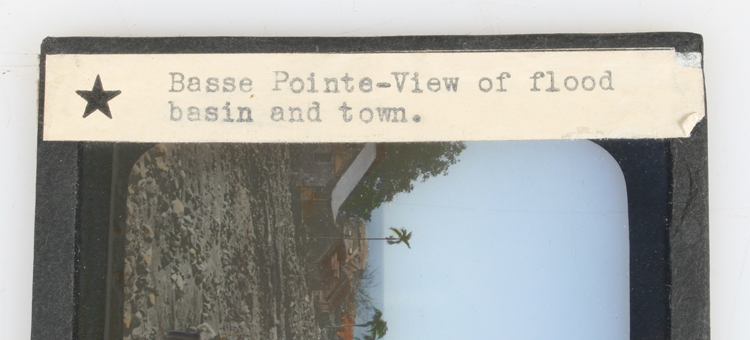 Basse Pointe-View of flood
basin and town.